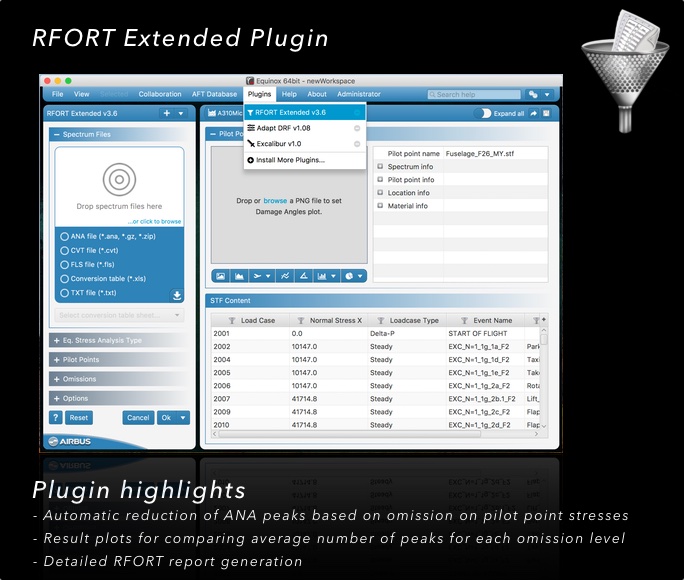 RFORT Extended Plugin
Equinox 64bit - newWorkspace
File View Selected Collaboration AFT Database Plugins Help About Administrator Search help
RFORT Extended v3.6
A310Mic
Expand all
RFORT Extended v3.6
Adapt DRF v1.08
Excalibur v1.0
Install More Plugins...
Spectrum Files
Drop spectrum files here
...or click to browse
ANA file (*.ana, *.gz, *.zip)
CVT file (*.cvt)
FLS file (*.fls)
Conversion table (*.xls)
TXT file (*.txt)
Select conversion table sheet...
Eq. Stress Analysis Type
Pilot Points
Omissions
Options
? Reset Cancel Ok
AIRBUS
Pilot Po
Drop or browse a PNG file to set
Damage Angles plot.
Pilot point name Fuselage_F26_MY.stf
Spectrum info
Pilot point info
Location info
Material info
STF Content
Load Case Normal Stress X Loadcase Type Event Name
2001 0.0 Delta-P START OF FLIGHT
2002 10147.0 Steady EXC_N=1_1g_1a_F2 Park
2004 10147.0 Steady EXC_N=1_1g_1d_F2 Taxi
2005 10147.0 Steady EXC_N=1_1g_1e_F2 Take
2006 10147.0 Steady EXC_N=1_1g_2a_F2 Rota
2007 41714.8 Steady EXC_N=1_1g_2b.1_F2 Lift_
2009 41714.8 Steady EXC_N=1_1g_2c_F2 Flap
2010 41714.8 Steady EXC_N=1_1g_2d_F2 Flap
Plugin highlights
- Automatic reduction of ANA peaks based on omission on pilot point stresses
- Result plots for comparing average number of peaks for each omission level
- Detailed RFORT report generation